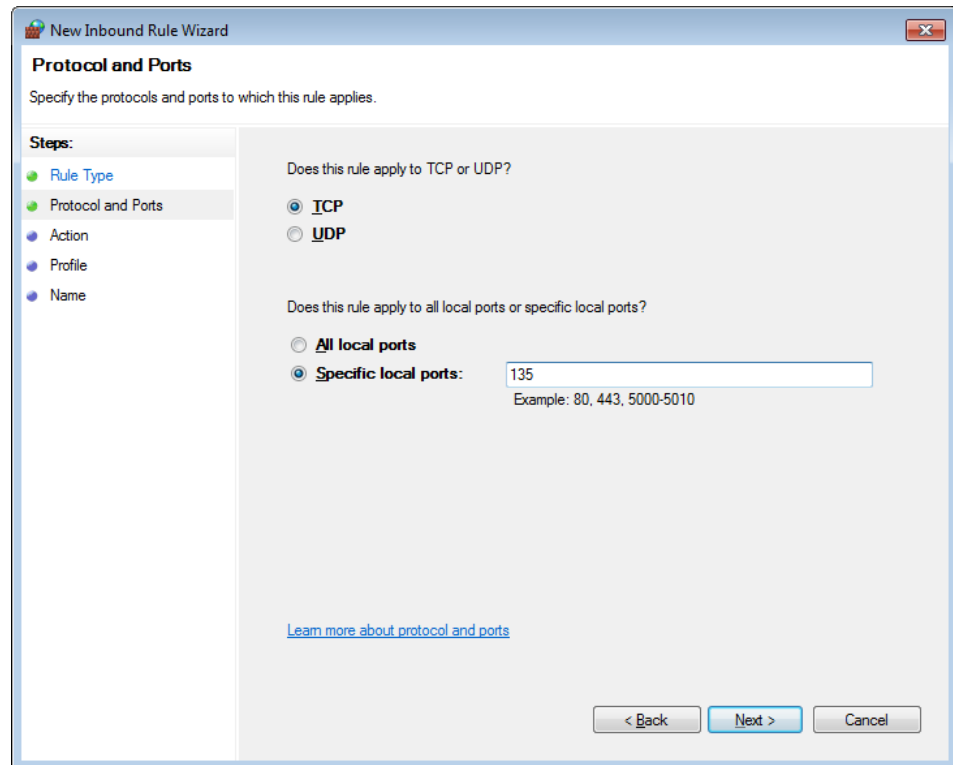 New Inbound Rule Wizard
Protocol and Ports
Specify the protocols and ports to which this rule applies.
Steps:
Rule Type
Protocol and Ports
Action
Profile
Name
Does this rule apply to TCP or UDP?
TCP
UDP
Does this rule apply to all local ports or specific local ports?
All local ports
Specific local ports: 135
Example: 80, 443, 5000-5010
Learn more about protocol and ports
< Back Next > Cancel